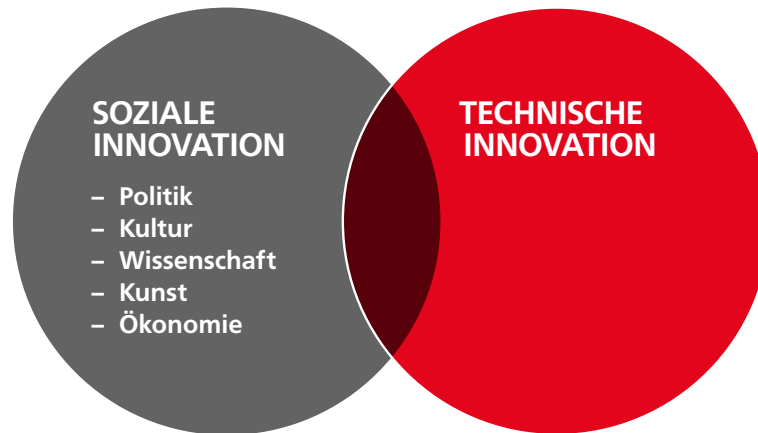 SOZIALE
INNOVATION
– Politik
– Kultur
– Wissenschaft
– Kunst
– Ökonomie
TECHNISCHE
INNOVATION